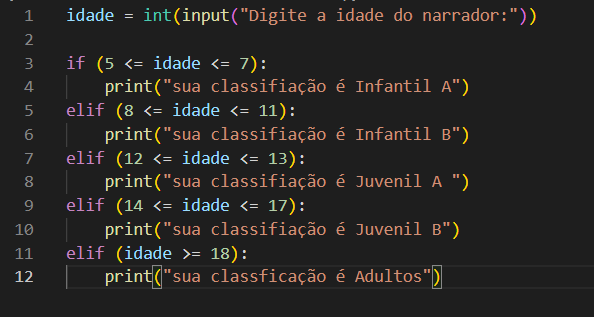 1 idade = int(input("Digite a idade do narrador:"))
2
3 if (5 <= idade <= 7):
4     print("sua classifiação é Infantil A")
5 elif (8 <= idade <= 11):
6     print("sua classifiação é Infantil B")
7 elif (12 <= idade <= 13):
8     print("sua classifiação é Juvenil A ")
9 elif (14 <= idade <= 17):
10     print("sua classifiação é Juvenil B")
11 elif (idade >= 18):
12     print("sua classficação é Adultos")